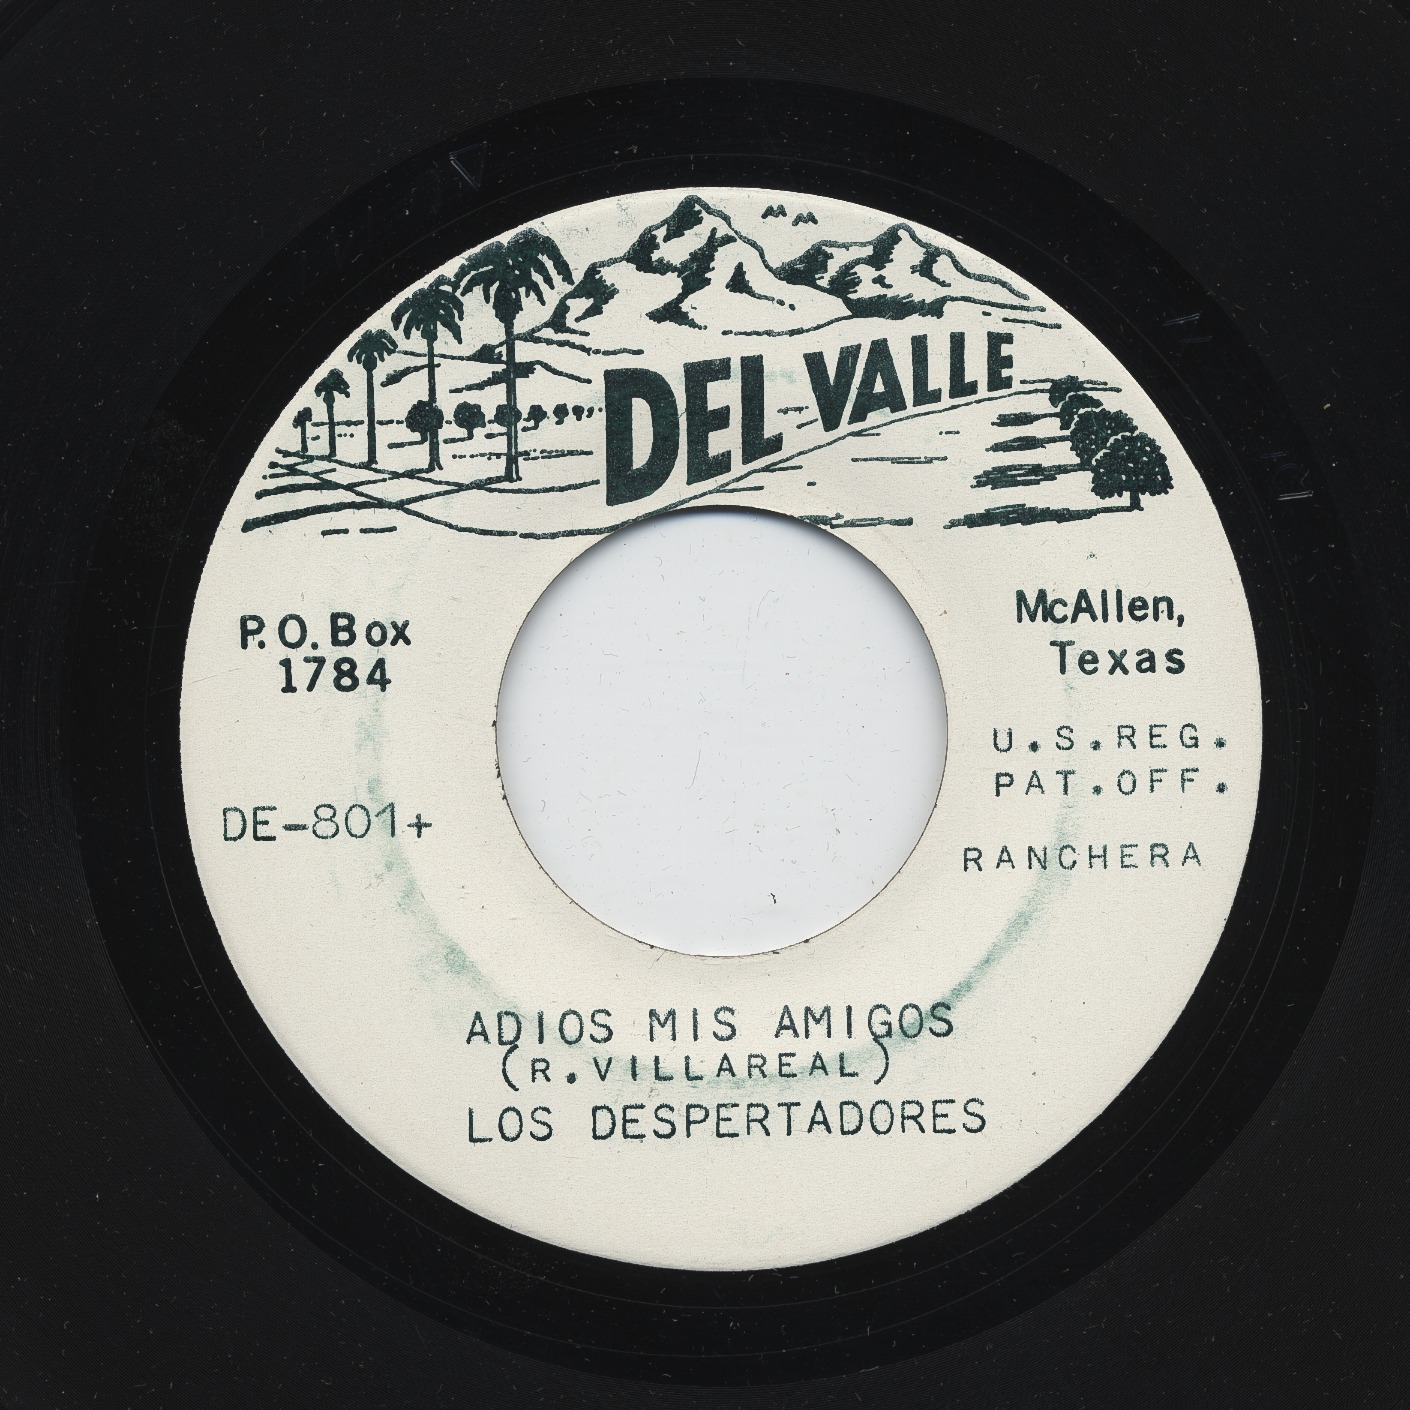 DEL VALLE
P.O. Box
1784
McAllen,
Texas
U.S.REG.
PAT.OFF.
DE-801+
RANCHERA
ADIOS MIS AMIGOS
(R.VILLAREAL)
LOS DESPERTADORES